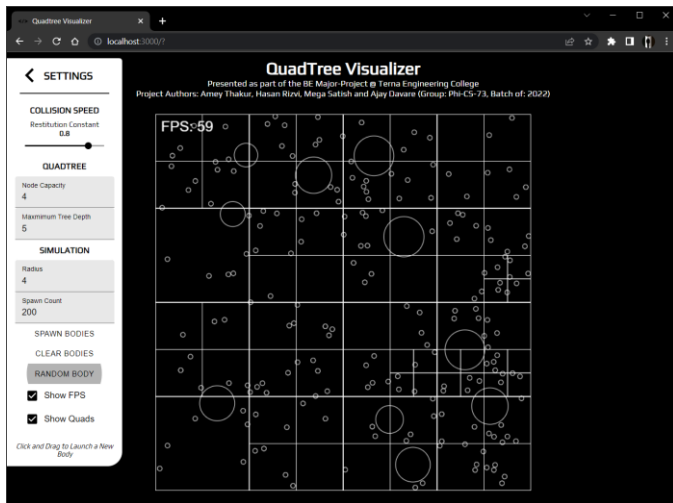 Quadtree Visualizer
localhost:3000/?
SETTINGS
COLLISION SPEED
Restitution Constant
0.8
QUADTREE
Node Capacity
4
Maxmimum Tree Depth
5
SIMULATION
Radius
4
Spawn Count
200
SPAWN BODIES
CLEAR BODIES
RANDOM BODY
Show FPS
Show Quads
Click and Drag to Launch a New
Body
QuadTree Visualizer
Presented as part of the BE Major-Project @ Terna Engineering College
Project Authors: Amey Thakur, Hasan Rizvi, Mega Satish and Ajay Davare (Group: Phi-CS-73, Batch of: 2022)
FPS: 59